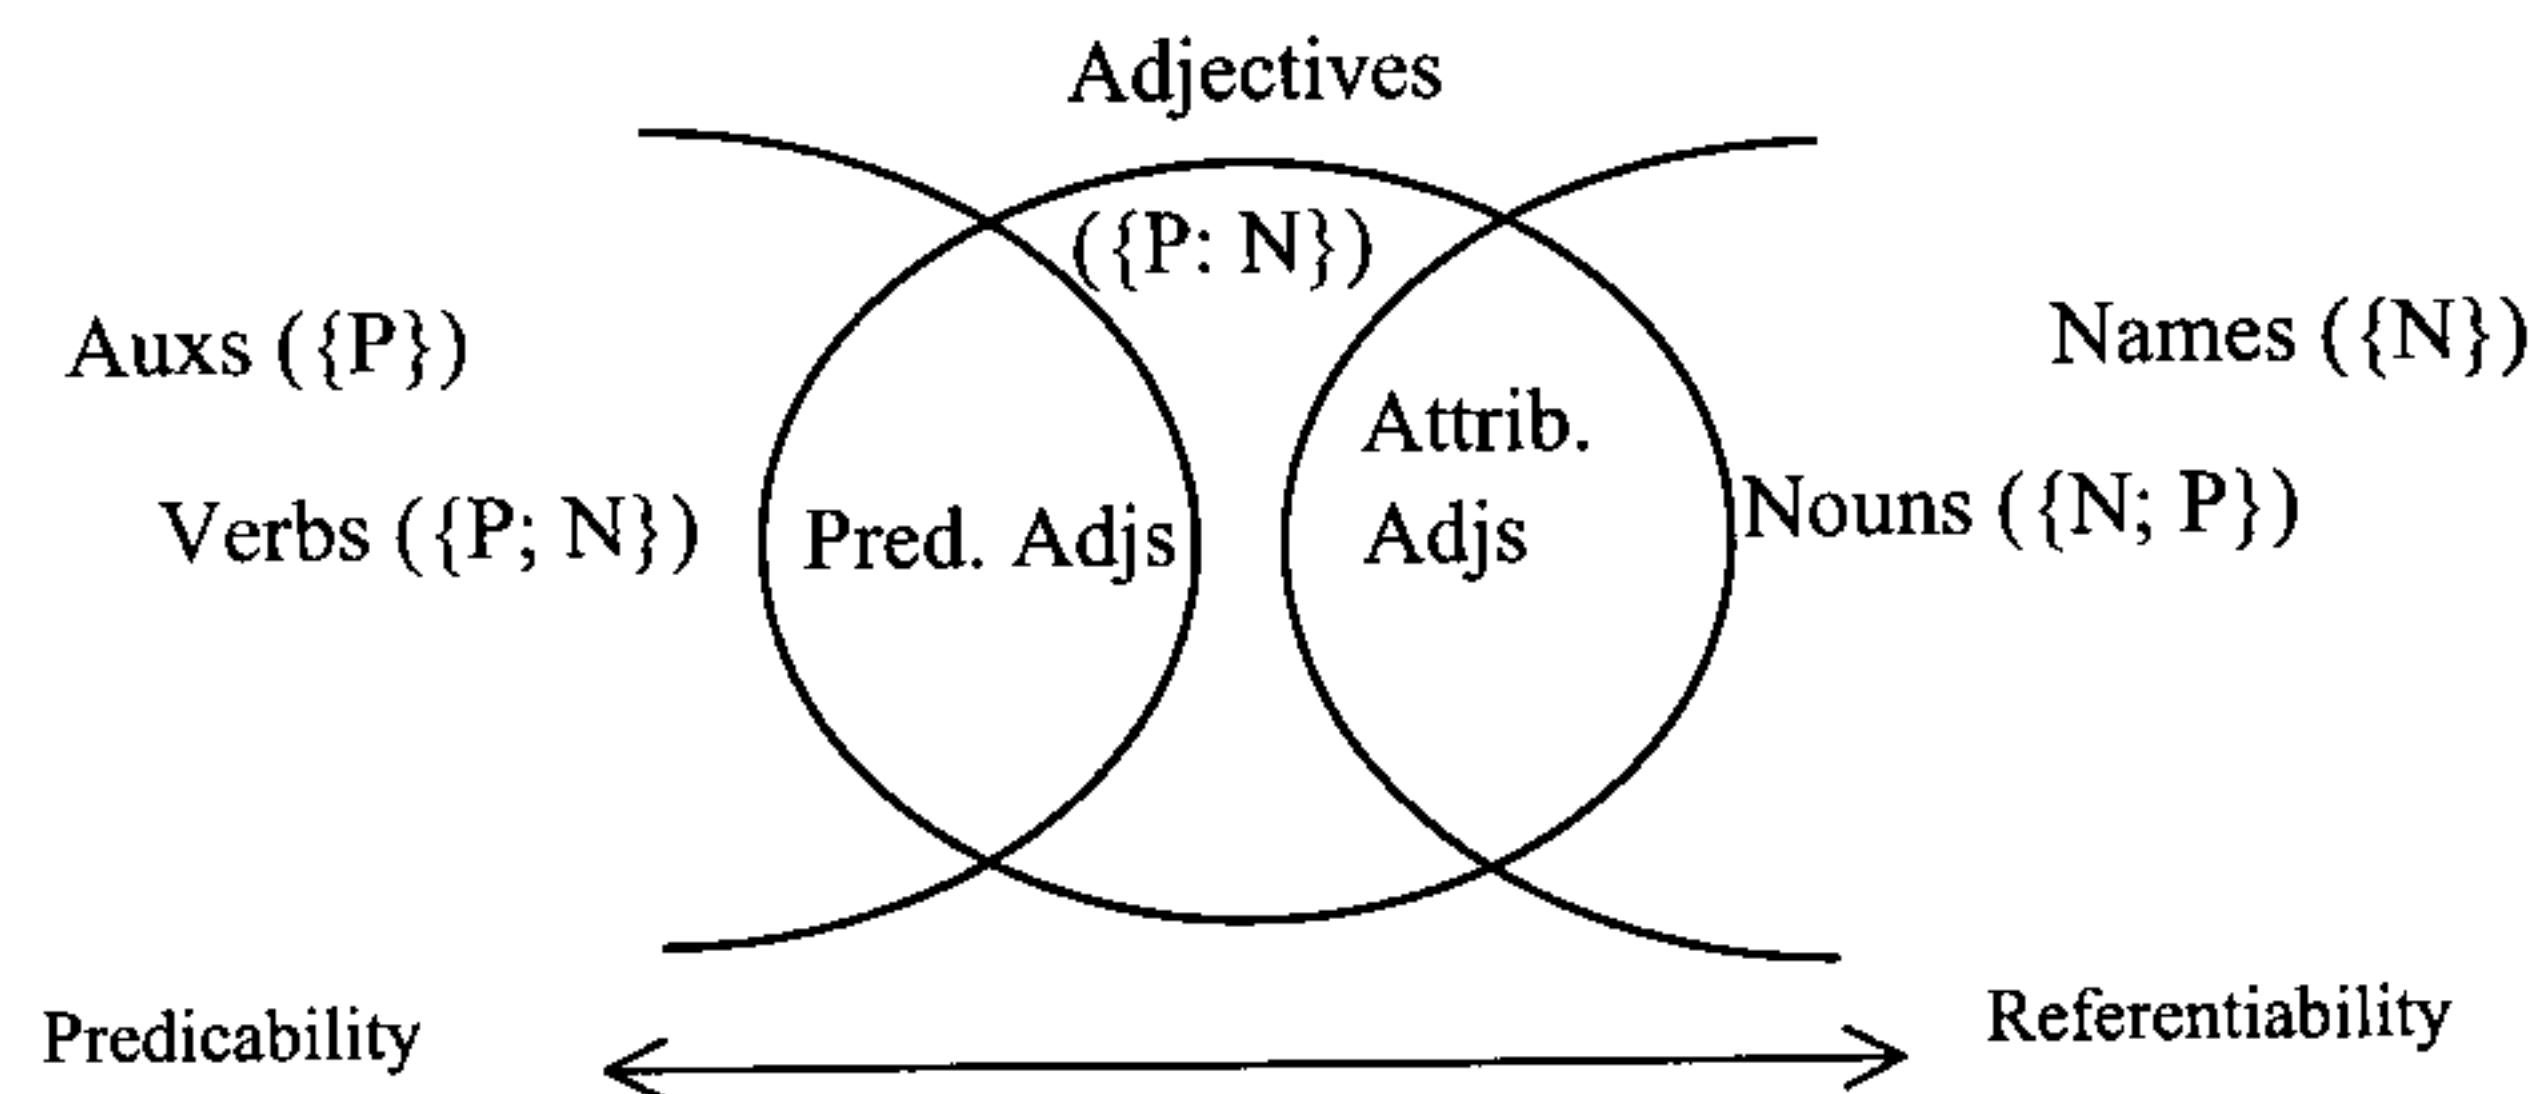 Adjectives
({P: N})
Auxs ({P})
Names ({N})
Attrib.
Adjs
Verbs ({P; N})
Pred. Adjs
Nouns ({N; P})
Predicability
Referentiability